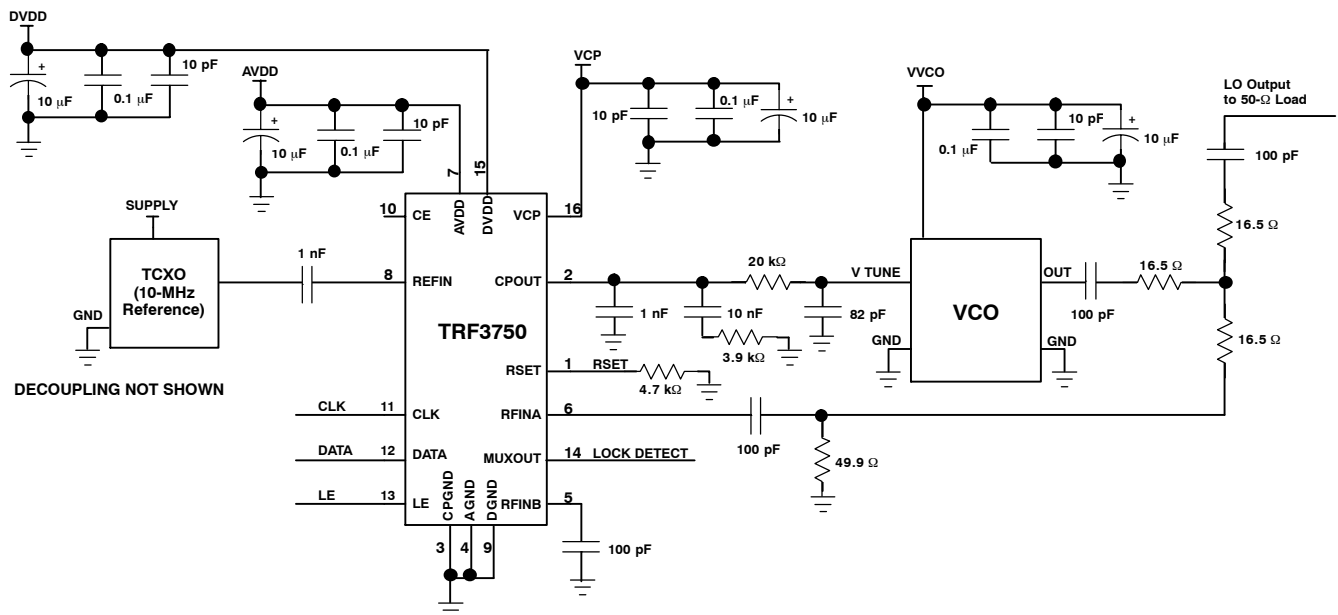 DVDD
+
10 µF
0.1 µF
10 pF
AVDD
+
10 µF
0.1 µF
10 pF
7
15
VCP
10 pF
0.1 µF
+
10 µF
VVCO
0.1 µF
10 pF
+
10 µF
LO Output
to 50-Ω Load
100 pF
16.5 Ω
SUPPLY
TCXO
(10-MHz
Reference)
GND
DECOUPLING NOT SHOWN
1 nF
10
CE
AVDD
DVDD
VCP
16
8
REFIN
CPOUT
2
TRF3750
RSET
1
RSET
4.7 kΩ
CLK
11
CLK
RFINA
6
DATA
12
DATA
MUXOUT
14
LOCK DETECT
LE
13
LE
CPGND
AGND
DGND
RFINB
5
3
4
9
100 pF
1 nF
10 nF
3.9 kΩ
20 kΩ
82 pF
V TUNE
VCO
OUT
GND
GND
100 pF
16.5 Ω
16.5 Ω
100 pF
49.9 Ω